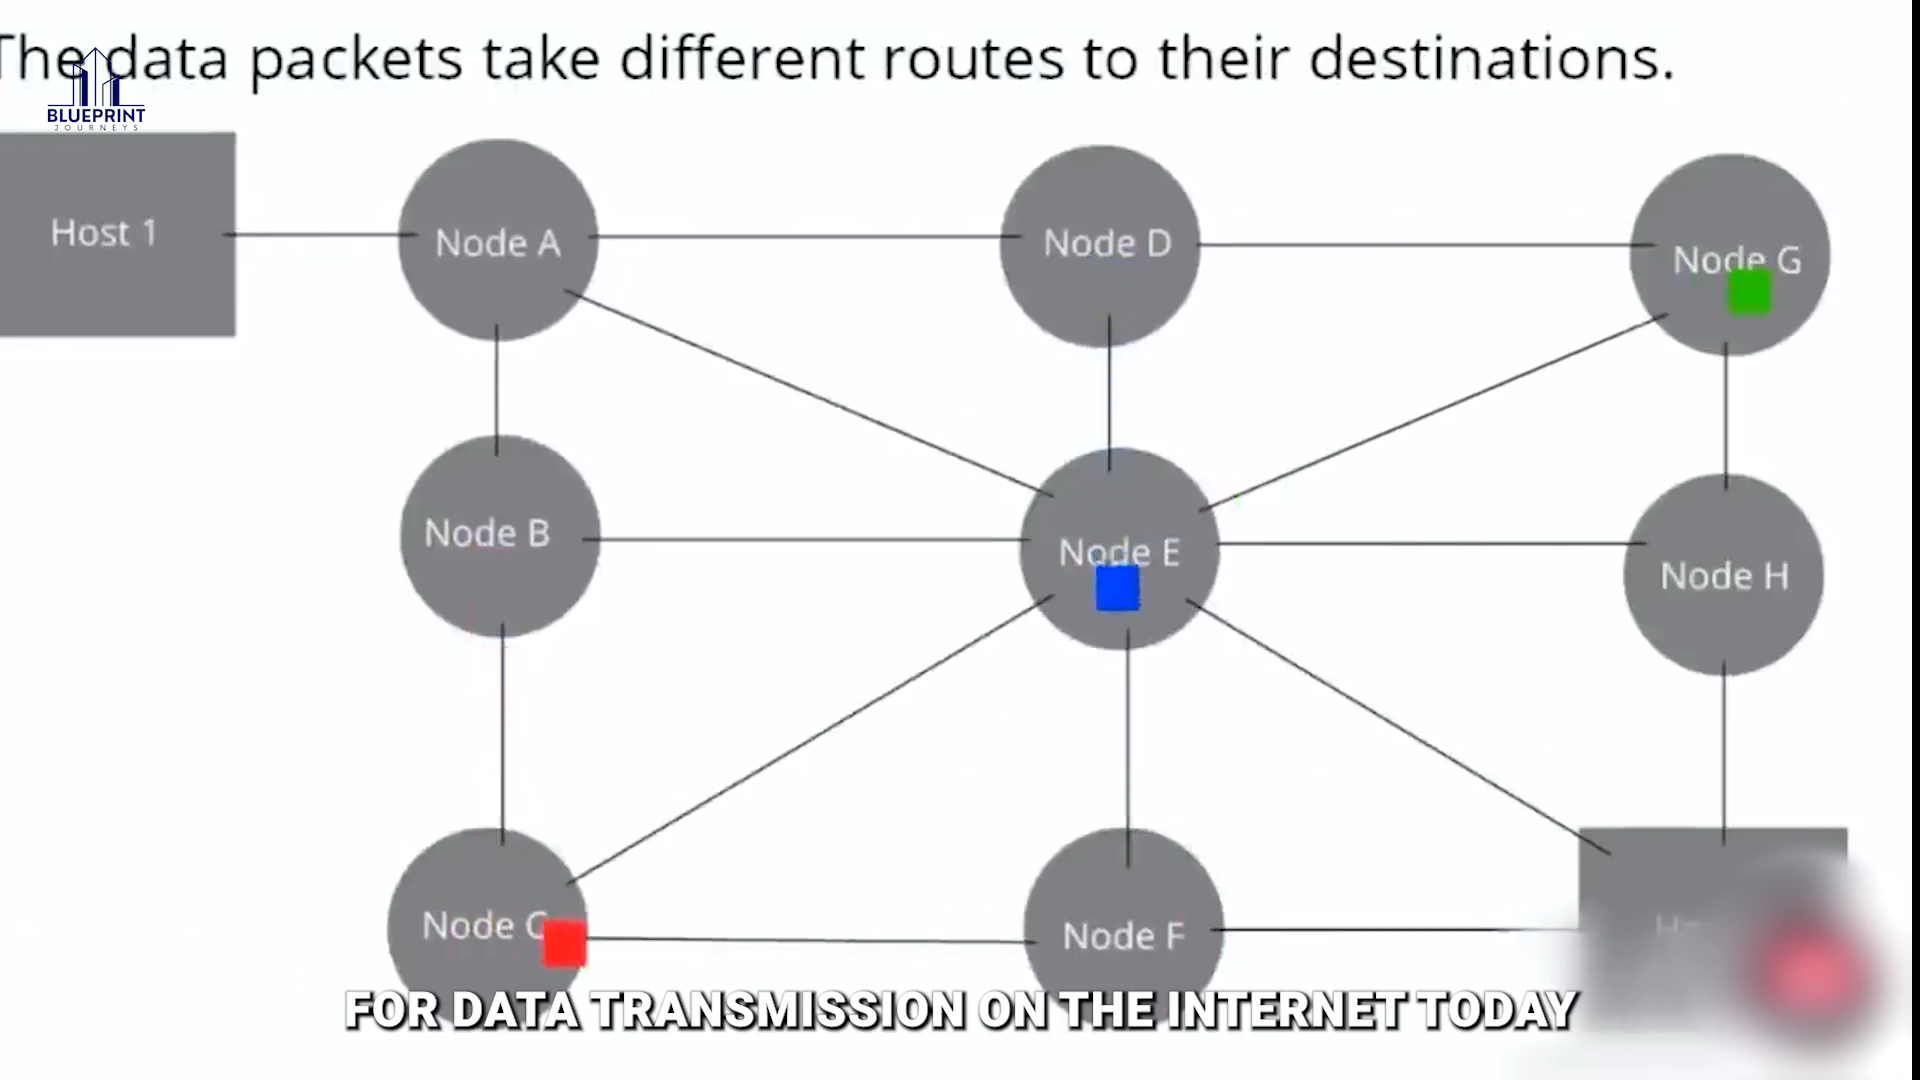 The data packets take different routes to their destinations.
BLUEPRINT
JOURNEYS
Host 1
Node A
Node D
Node G
Node B
Node E
Node H
Node C
Node F
FOR DATA TRANSMISSION ON THE INTERNET TODAY